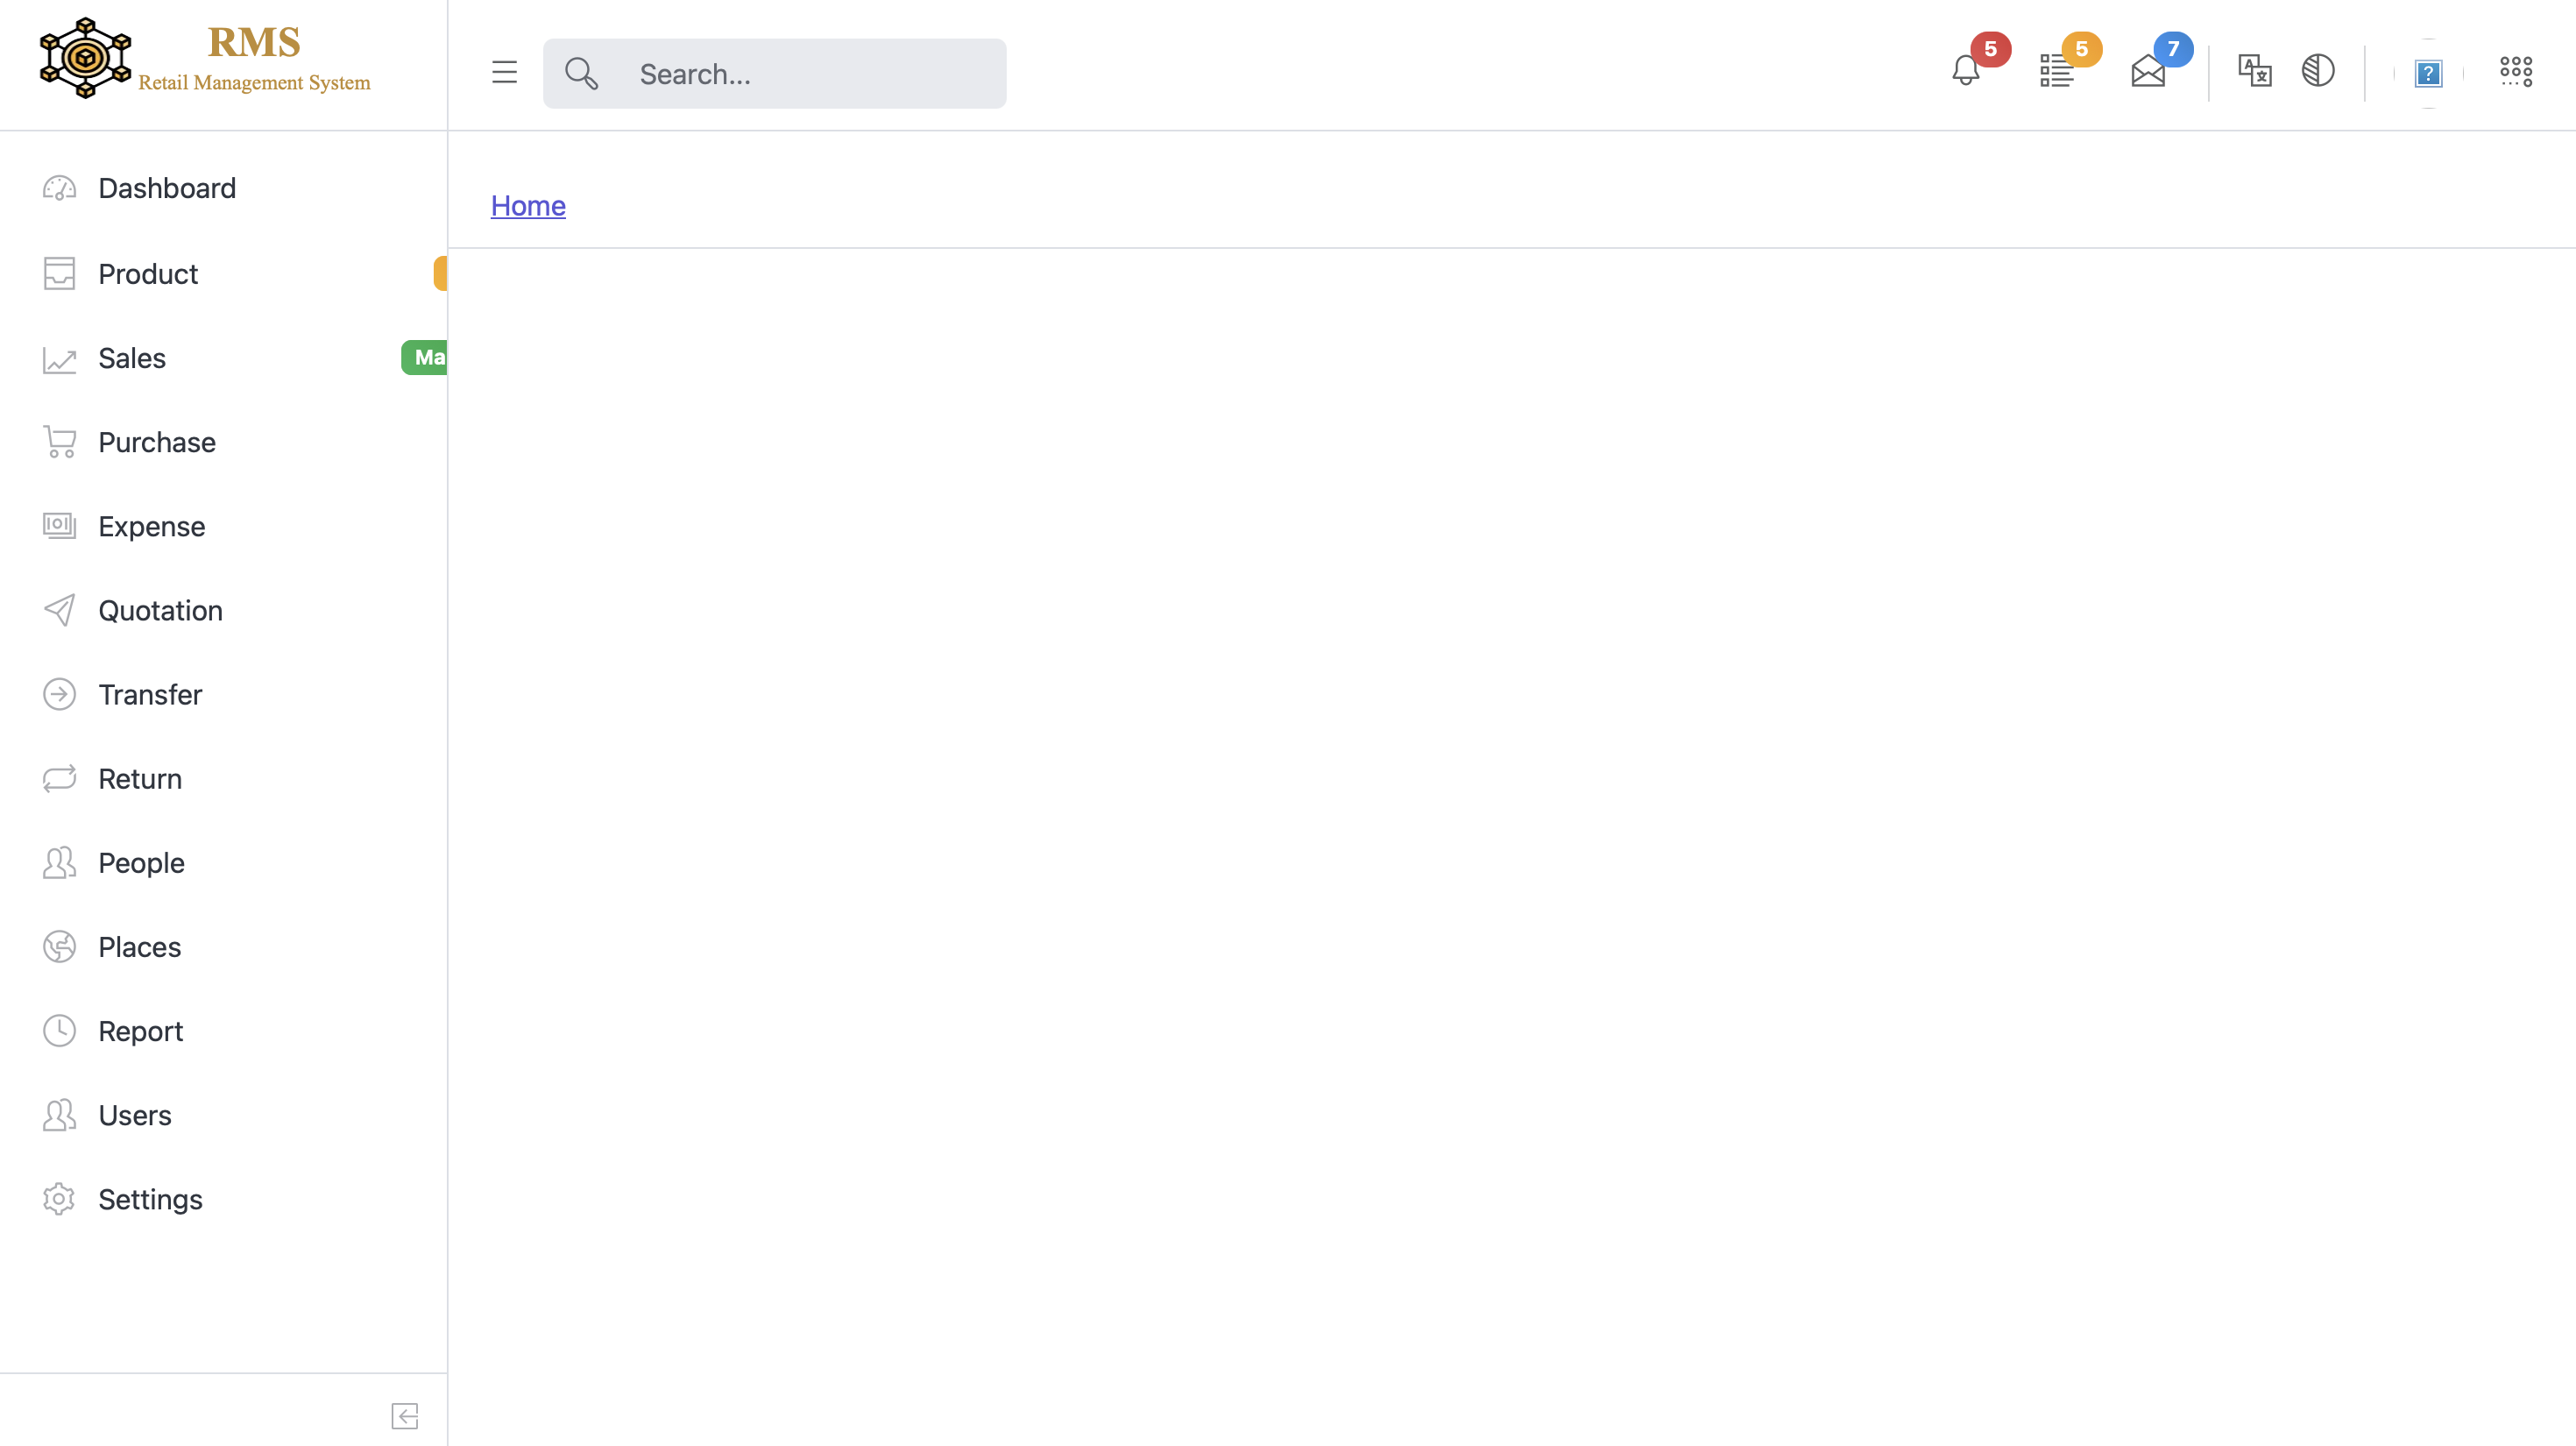 RMS
Retail Management System
Search...
5
5
7
Home
Dashboard
Product
Sales
Ma
Purchase
Expense
Quotation
Transfer
Return
People
Places
Report
Users
Settings